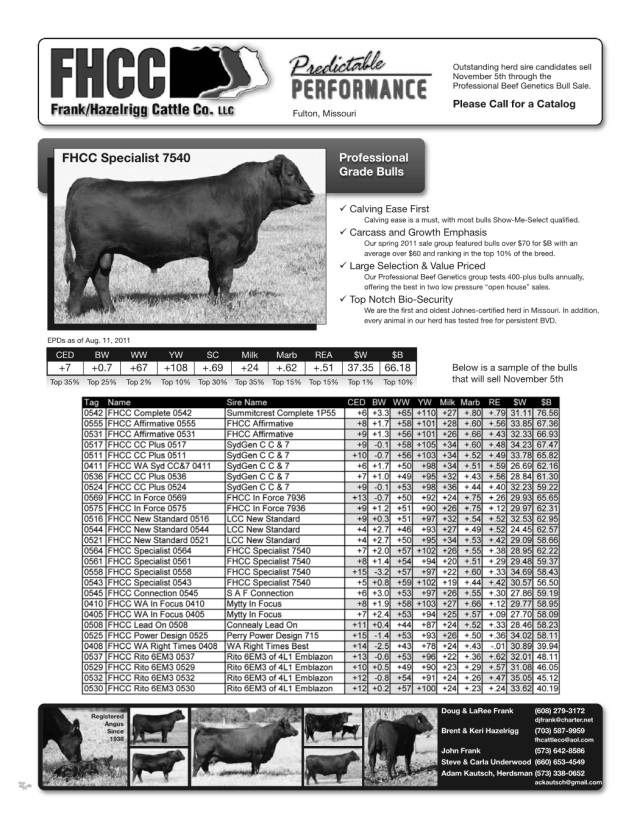 FHCC
Frank/Hazelrigg Cattle Co. LLC
Predictable
PERFORMANCE
Fulton, Missouri
Outstanding herd sire candidates sell
November 5th through the
Professional Beef Genetics Bull Sale.
Please Call for a Catalog
FHCC Specialist 7540
Professional
Grade Bulls
✓ Calving Ease First
Calving ease is a must, with most bulls Show-Me-Select qualified.
✓ Carcass and Growth Emphasis
Our spring 2011 sale group featured bulls over $70 for $B with an
average over $60 and ranking in the top 10% of the breed.
✓ Large Selection & Value Priced
Our Professional Beef Genetics group tests 400-plus bulls annually,
offering the best in two low pressure "open house" sales.
✓ Top Notch Bio-Security
We are the first and oldest Johnes-certified herd in Missouri. In addition,
every animal in our herd has tested free for persistent BVD.
EPDs as of Aug. 11, 2011
CED BW WW YW SC Milk Marb REA $W $B
+7 +0.7 +67 +108 +.69 +24 +.62 +.51 37.35 66.18
Top 35% Top 25% Top 2% Top 10% Top 30% Top 35% Top 15% Top 15% Top 1% Top 10%
Below is a sample of the bulls
that will sell November 5th
Tag Name Sire Name CED BW WW YW Milk Marb RE $W $B
0542 FHCC Complete 0542 Summitcrest Complete 1P55 +6 +3.3 +65 +110 +27 +.80 +.79 31.11 76.56
0555 FHCC Affirmative 0555 FHCC Affirmative +8 +1.7 +58 +101 +28 +.60 +.56 33.85 67.36
0531 FHCC Affirmative 0531 FHCC Affirmative +9 +1.3 +56 +101 +26 +.66 +.43 32.33 66.93
0517 FHCC CC Plus 0517 SydGen C C & 7 +9 -0.1 +58 +105 +34 +.60 +.48 34.23 67.47
0511 FHCC CC Plus 0511 SydGen C C & 7 +10 -0.7 +56 +103 +34 +.52 +.49 33.78 65.82
0411 FHCC WA Syd CC&7 0411 SydGen C C & 7 +6 +1.7 +50 +98 +34 +.51 +.59 26.69 62.16
0536 FHCC CC Plus 0536 SydGen C C & 7 +7 +1.0 +49 +95 +32 +.43 +.56 28.84 61.30
0524 FHCC CC Plus 0524 SydGen C C & 7 +9 -0.1 +53 +98 +36 +.44 +.40 32.23 59.22
0569 FHCC In Force 0569 FHCC In Force 7936 +13 -0.7 +50 +92 +24 +.75 +.26 29.93 65.65
0575 FHCC In Force 0575 FHCC In Force 7936 +9 +1.2 +51 +90 +26 +.75 +.12 29.97 62.31
0516 FHCC New Standard 0516 LCC New Standard +9 +0.3 +51 +97 +32 +.54 +.52 32.53 62.95
0544 FHCC New Standard 0544 LCC New Standard +4 +2.7 +46 +93 +27 +.49 +.52 24.45 62.57
0521 FHCC New Standard 0521 LCC New Standard +4 +2.7 +50 +95 +34 +.53 +.42 29.09 58.66
0564 FHCC Specialist 0564 FHCC Specialist 7540 +7 +2.0 +57 +102 +26 +.55 +.38 28.95 62.22
0561 FHCC Specialist 0561 FHCC Specialist 7540 +8 +1.4 +54 +94 +20 +.51 +.29 29.48 59.37
0558 FHCC Specialist 0558 FHCC Specialist 7540 +15 -3.2 +57 +97 +22 +.60 +.33 34.69 58.43
0543 FHCC Specialist 0543 FHCC Specialist 7540 +5 +0.8 +59 +102 +19 +.44 +.42 30.57 56.50
0545 FHCC Connection 0545 S A F Connection +6 +3.0 +53 +97 +26 +.55 +.30 27.86 59.19
0410 FHCC WA In Focus 0410 Mytty In Focus +8 +1.9 +58 +103 +27 +.66 +.12 29.77 58.95
0405 FHCC WA In Focus 0405 Mytty In Focus +7 +2.4 +53 +94 +25 +.57 +.09 27.70 58.09
0508 FHCC Lead On 0508 Connealy Lead On +11 +0.4 +44 +87 +24 +.52 +.33 28.46 58.23
0525 FHCC Power Design 0525 Perry Power Design 715 +15 -1.4 +53 +93 +26 +.50 +.36 34.02 58.11
0408 FHCC WA Right Times 0408 WA Right Times Best +14 -2.5 +43 +78 +24 +.43 -.01 30.89 39.94
0537 FHCC Rito 6EM3 0537 Rito 6EM3 of 4L1 Emblazon +13 -0.6 +53 +96 +22 +.36 +.62 32.01 48.11
0529 FHCC Rito 6EM3 0529 Rito 6EM3 of 4L1 Emblazon +10 +0.5 +49 +90 +23 +.29 +.57 31.08 46.05
0532 FHCC Rito 6EM3 0532 Rito 6EM3 of 4L1 Emblazon +12 -0.8 +54 +91 +24 +.26 +.47 35.05 45.12
0530 FHCC Rito 6EM3 0530 Rito 6EM3 of 4L1 Emblazon +12 +0.2 +57 +100 +24 +.23 +.24 33.62 40.19
Registered
Angus
Since
1938
Doug & LaRee Frank (608) 279-3172
djfrank@charter.net
Brent & Keri Hazelrigg (703) 587-9959
fhcattleco@aol.com
John Frank (573) 642-8586
Steve & Carla Underwood (660) 653-4549
Adam Kautsch, Herdsman (573) 338-0652
ackautsch@gmail.com